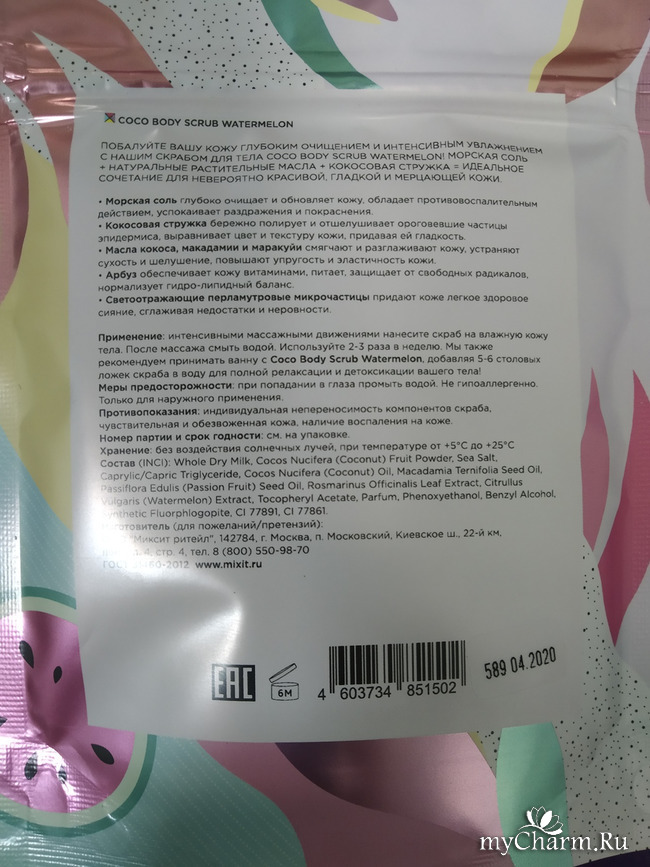 COCO BODY SCRUB WATERMELON
ПОБАЛУЙТЕ ВАШУ КОЖУ ГЛУБОКИМ ОЧИЩЕНИЕМ И ИНТЕНСИВНЫМ УВЛАЖНЕНИЕМ
С НАШИМ СКРАБОМ ДЛЯ ТЕЛА COCO BODY SCRUB WATERMELON! МОРСКАЯ СОЛЬ
+ НАТУРАЛЬНЫЕ РАСТИТЕЛЬНЫЕ МАСЛА + КОКОСОВАЯ СТРУЖКА = ИДЕАЛЬНОЕ
СОЧЕТАНИЕ ДЛЯ НЕВЕРОЯТНО КРАСИВОЙ, ГЛАДКОЙ И МЕРЦАЮЩЕЙ КОЖИ.
• Морская соль глубоко очищает и обновляет кожу, обладает противовоспалительным
действием, успокаивает раздражения и покраснения.
• Кокосовая стружка бережно полирует и отшелушивает ороговевшие частицы
эпидермиса, выравнивает цвет и текстуру кожи, придавая ей гладкость.
• Масла кокоса, макадамии и маракуйи смягчают и разглаживают кожу, устраняют
сухость и шелушение, повышают упругость и эластичность кожи.
• Арбуз обеспечивает кожу витаминами, питает, защищает от свободных радикалов,
нормализует гидро-липидный баланс.
• Светоотражающие перламутровые микрочастицы придают коже легкое здоровое
сияние, сглаживая недостатки и неровности.
Применение: интенсивными массажными движениями нанесите скраб на влажную кожу
тела. После массажа смыть водой. Используйте 2-3 раза в неделю. Мы также
рекомендуем принимать ванну с Coco Body Scrub Watermelon, добавляя 5-6 столовых
ложек скраба в воду для полной релаксации и детоксикации вашего тела!
Меры предосторожности: при попадании в глаза промыть водой. Не гипоаллергенно.
Только для наружного применения.
Противопоказания: индивидуальная непереносимость компонентов скраба,
чувствительная и обезвоженная кожа, наличие воспаления на коже.
Номер партии и срок годности: см. на упаковке.
Хранение: без воздействия солнечных лучей, при температуре от +5°C до +25°C
Состав (INCI): Whole Dry Milk, Cocos Nucifera (Coconut) Fruit Powder, Sea Salt,
Caprylic/Capric Triglyceride, Cocos Nucifera (Coconut) Oil, Macadamia Ternifolia Seed Oil,
Passiflora Edulis (Passion Fruit) Seed Oil, Rosmarinus Officinalis Leaf Extract, Citrullus
Vulgaris (Watermelon) Extract, Tocopheryl Acetate, Parfum, Phenoxyethanol, Benzyl Alcohol,
Synthetic Fluorphlogopite, CI 77891, CI 77861.
Изготовитель (для пожеланий/претензий):
"Миксит ритейл", 142784, г. Москва, п. Московский, Киевское ш., 22-й км,
стр. 4, тел. 8 (800) 550-98-70
ГОСТ 31460-2012 www.mixit.ru
EAC
6M
4 603734 851502
589 04.2020
myCharm.Ru